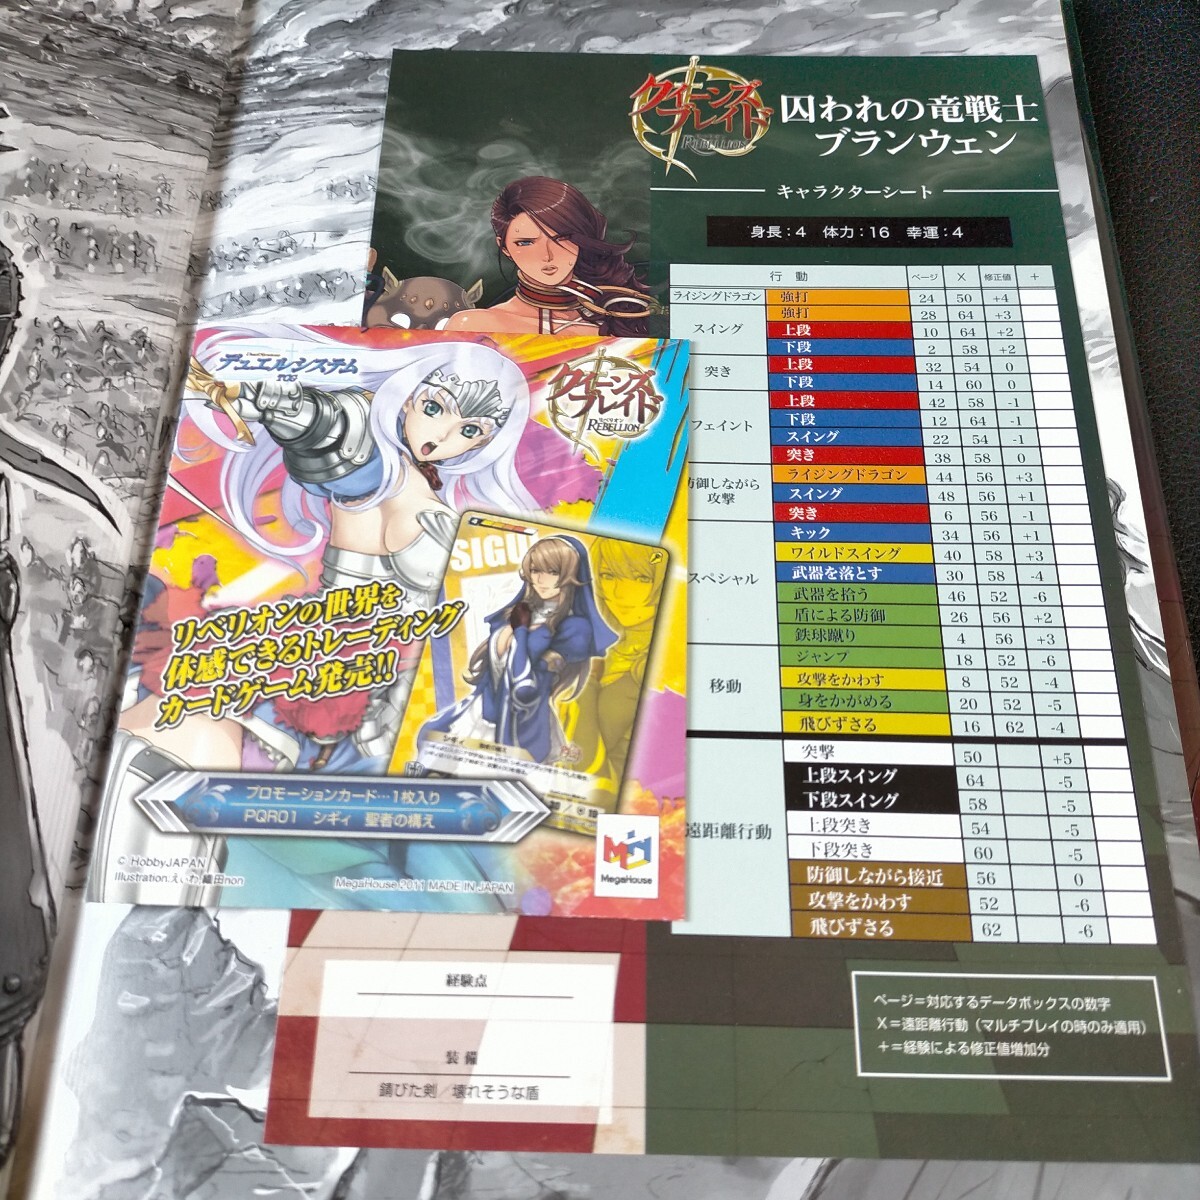 クイーンズ
ブレイド
REBELLION
囚われの竜戦士
ブランウェン
キャラクターシート
身長：4 体力：16 幸運：4
行 動 ページ X 修正値 +
ライジングドラゴン 強打 24 50 +4
スイング 強打 28 64 +3
上段 10 64 +2
下段 2 58 +2
突き 上段 32 54 0
下段 14 60 0
フェイント 上段 42 58 -1
下段 12 64 -1
スイング 22 54 -1
突き 38 58 0
防御しながら
攻撃
ライジングドラゴン 44 56 +3
スイング 48 56 +1
突き 6 56 -1
スペシャル キック 34 56 +1
ワイルドスイング 40 58 +3
武器を落とす 30 58 -4
武器を拾う 46 52 -6
盾による防御 26 56 +2
鉄球蹴り 4 56 +3
移動 ジャンプ 18 52 -6
攻撃をかわす 8 52 -4
身をかがめる 20 52 -5
飛びずさる 16 62 -4
遠距離行動 突撃 50 +5
上段スイング 64 -5
下段スイング 58 -5
上段突き 54 -5
下段突き 60 -5
防御しながら接近 56 0
攻撃をかわす 52 -6
飛びずさる 62 -6
ページ＝対応するデータボックスの数字
X＝遠距離行動（マルチプレイの時のみ適用）
+＝経験による修正値増加分
経験点
装備
錆びた剣／壊れそうな盾
デュエルシステム
TCG
クイーンズ
ブレイド
リベリオン
REBELLION
SIGUI
シギィ
リベリオンの世界を
体感できるトレーディング
カードゲーム発売!!
プロモーションカード…1枚入り
PQR01 シギィ 聖者の構え
© HobbyJAPAN
Illustration.えぃわ,織田non
MegaHouse 2011 MADE IN JAPAN
MegaHouse